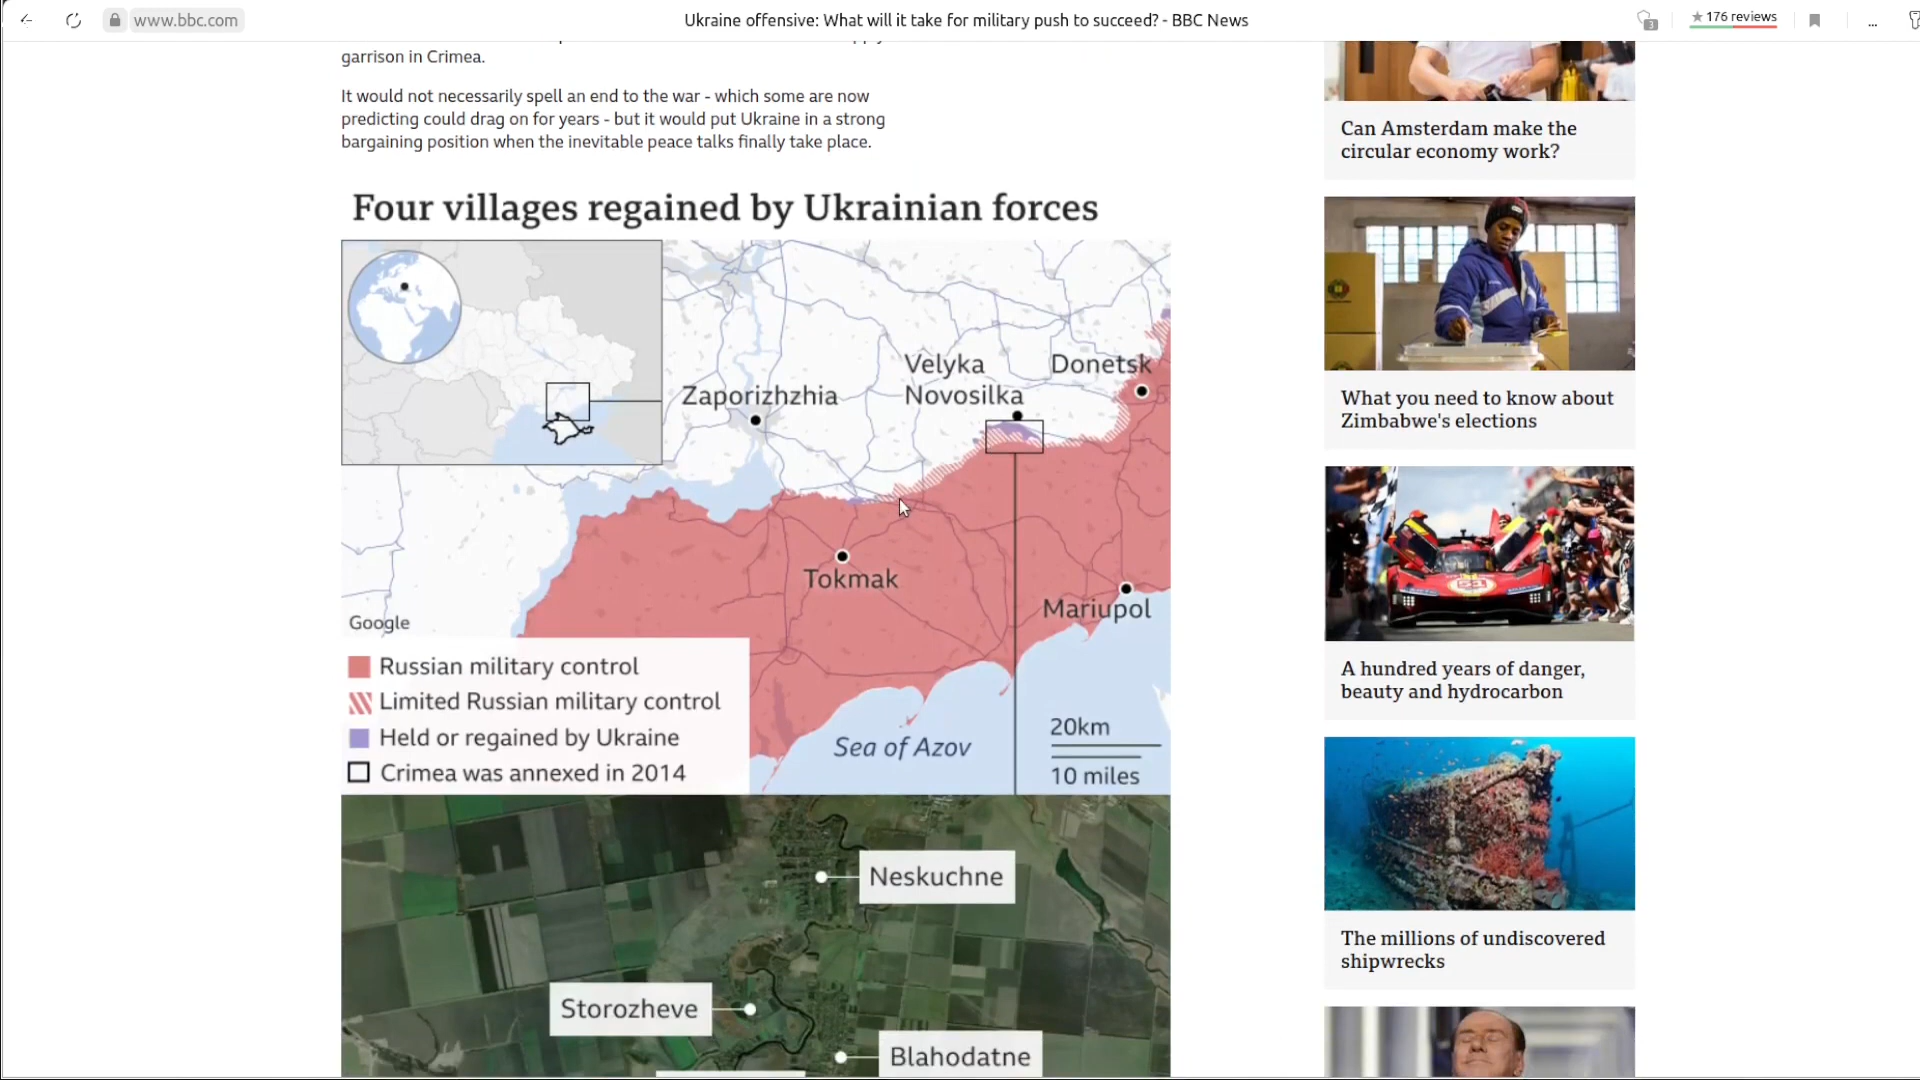 www.bbc.com
Ukraine offensive: What will it take for military push to succeed? - BBC News
3
★ 176 reviews
...
garrison in Crimea.
It would not necessarily spell an end to the war - which some are now
predicting could drag on for years - but it would put Ukraine in a strong
bargaining position when the inevitable peace talks finally take place.
Four villages regained by Ukrainian forces
Velyka
Novosilka
Donetsk
Zaporizhzhia
Tokmak
Mariupol
Google
Russian military control
Limited Russian military control
Held or regained by Ukraine
Crimea was annexed in 2014
Sea of Azov
20km
10 miles
Neskuchne
Storozheve
Blahodatne
Can Amsterdam make the
circular economy work?
What you need to know about
Zimbabwe's elections
A hundred years of danger,
beauty and hydrocarbon
The millions of undiscovered
shipwrecks